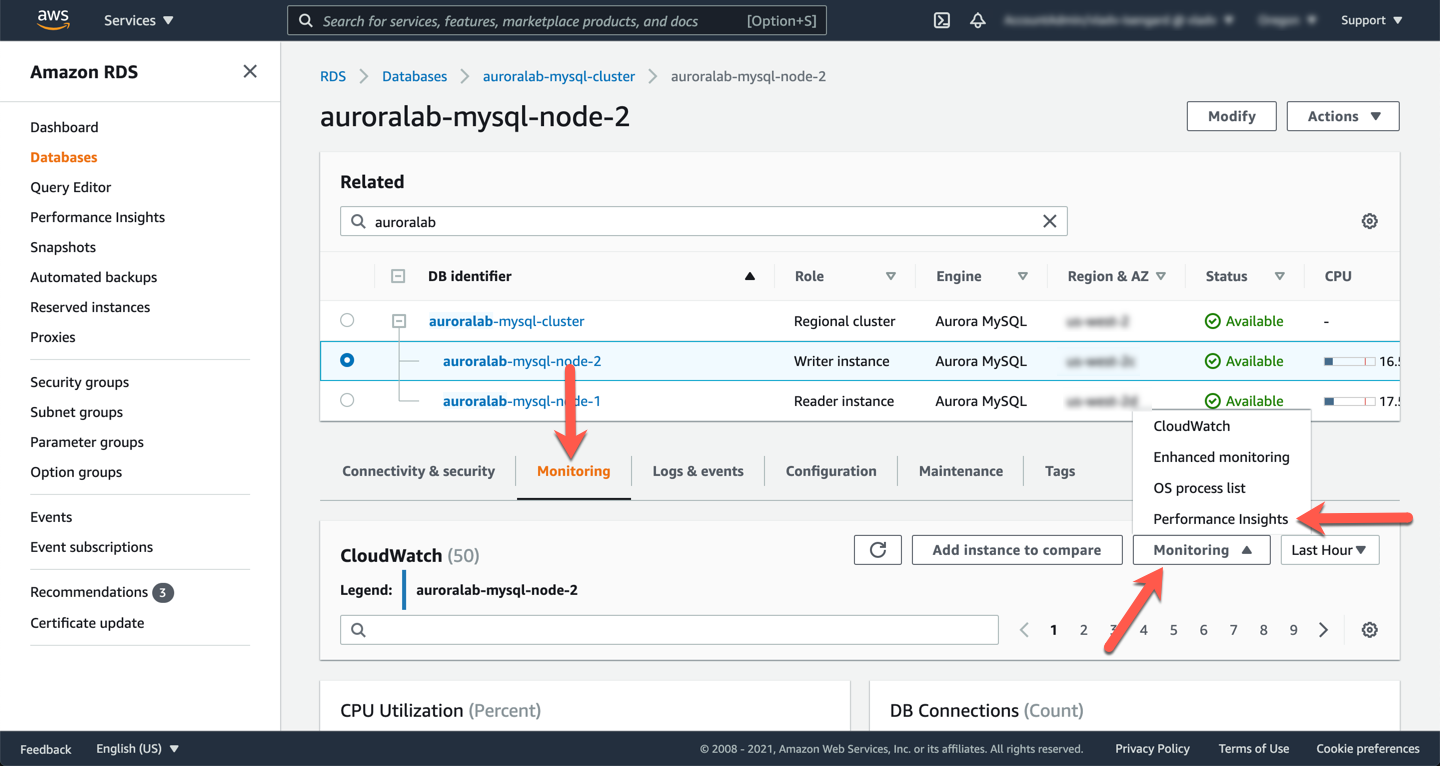 aws Services Search for services, features, marketplace products, and docs [Option+S] Support
Amazon RDS
Dashboard
Databases
Query Editor
Performance Insights
Snapshots
Automated backups
Reserved instances
Proxies
Security groups
Subnet groups
Parameter groups
Option groups
Events
Event subscriptions
Recommendations 3
Certificate update
RDS Databases auroralab-mysql-cluster auroralab-mysql-node-2
auroralab-mysql-node-2 Modify Actions
Related
auroralab
DB identifier Role Engine Region & AZ Status CPU
auroralab-mysql-cluster Regional cluster Aurora MySQL Available -
auroralab-mysql-node-2 Writer instance Aurora MySQL Available 16.5
auroralab-mysql-node-1 Reader instance Aurora MySQL Available 17.5
CloudWatch
Enhanced monitoring
OS process list
Performance Insights
Connectivity & security Monitoring Logs & events Configuration Maintenance Tags
CloudWatch (50) Add instance to compare Monitoring Last Hour
Legend: auroralab-mysql-node-2
1 2 3 4 5 6 7 8 9
CPU Utilization (Percent) DB Connections (Count)
Feedback English (US) © 2008 - 2021, Amazon Web Services, Inc. or its affiliates. All rights reserved. Privacy Policy Terms of Use Cookie preferences